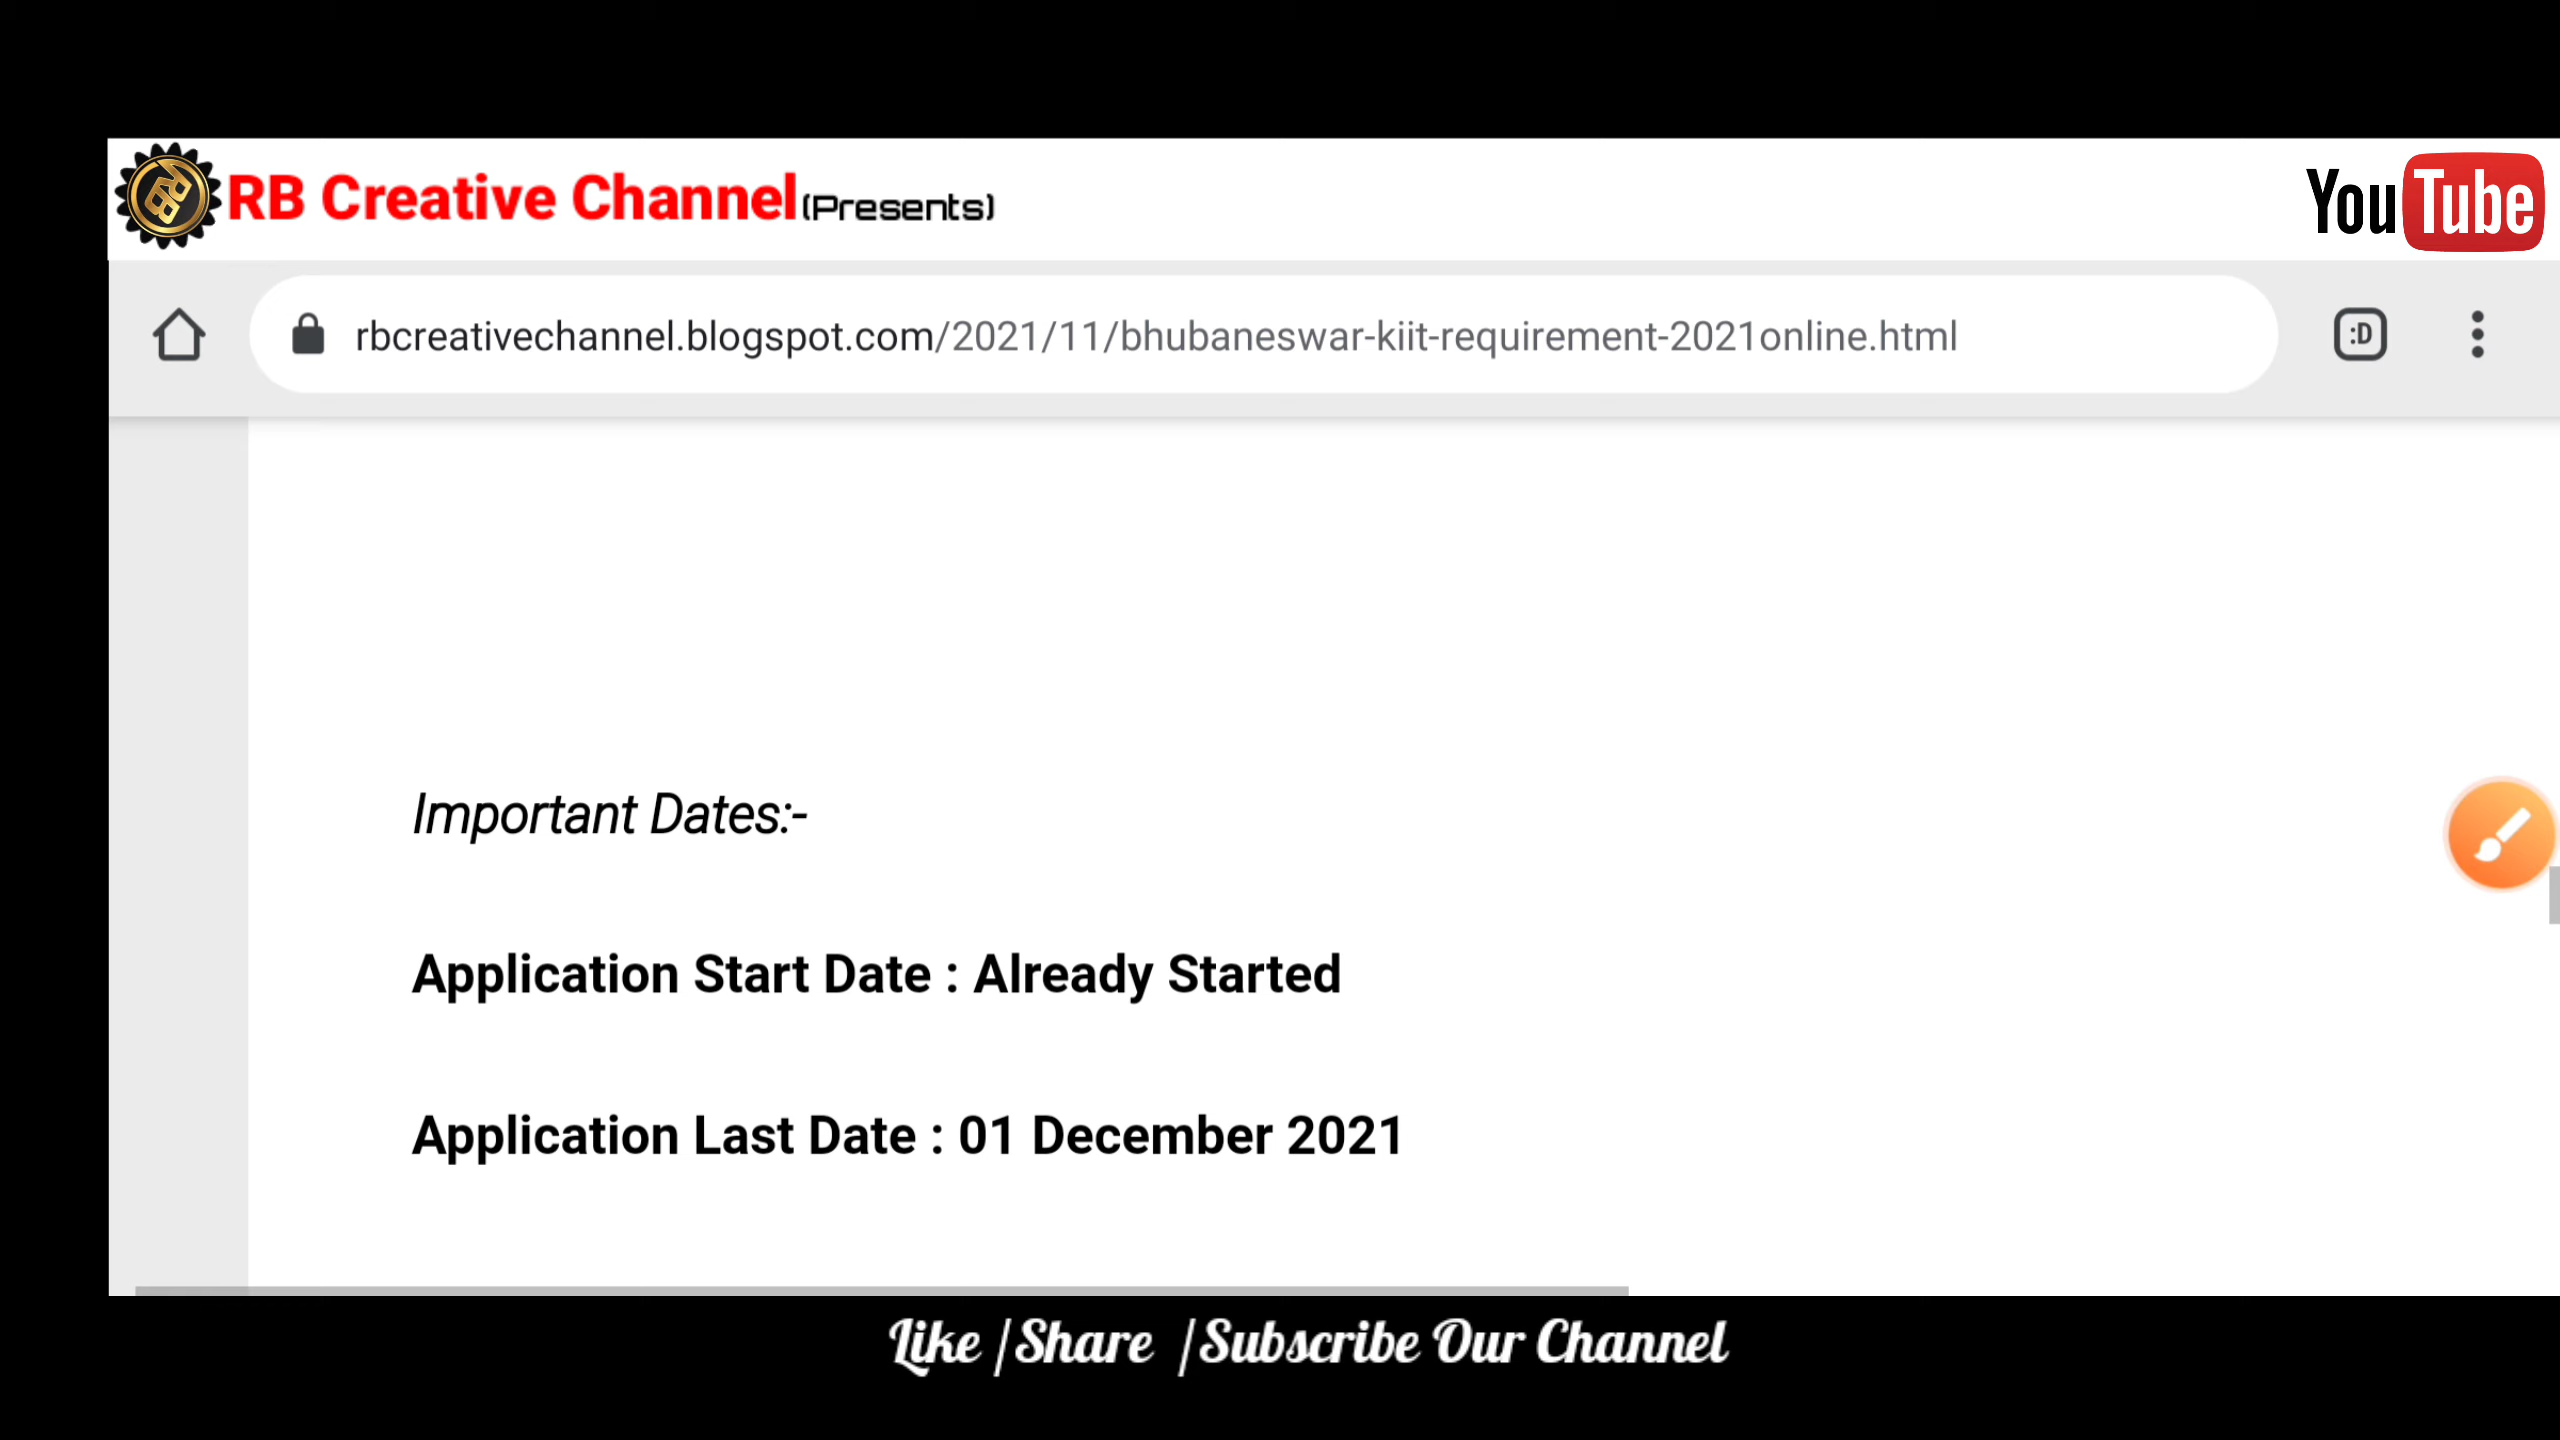 RB Creative Channel(Presents)
YouTube
rbcreativechannel.blogspot.com/2021/11/bhubaneswar-kiit-requirement-2021online.html
:D
Important Dates:-
Application Start Date : Already Started
Application Last Date : 01 December 2021
Like /Share /Subscribe Our Channel